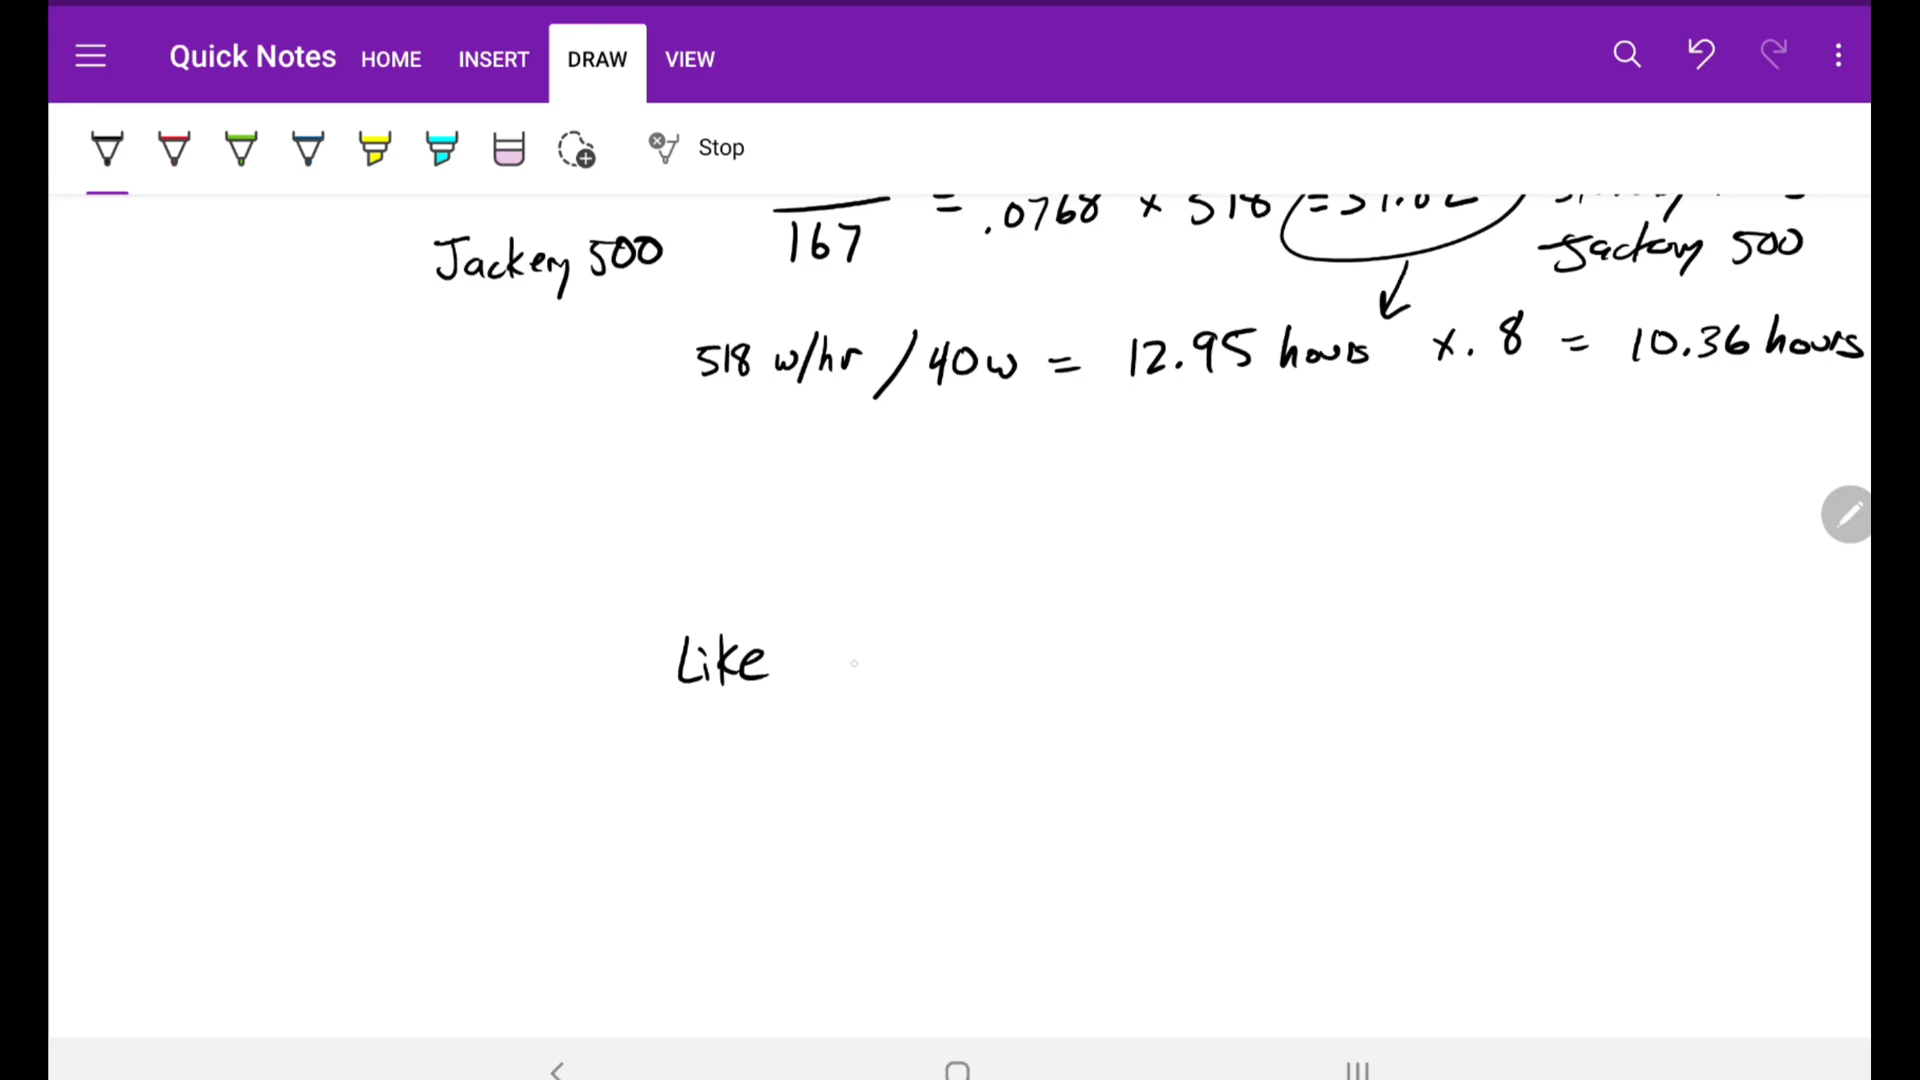 Quick Notes HOME INSERT DRAW VIEW
Stop
= .0768 x 518 =
167
Jackery 500
Jackery 500
518 w/hr / 40w = 12.95 hours x .8 = 10.36 hours
Like